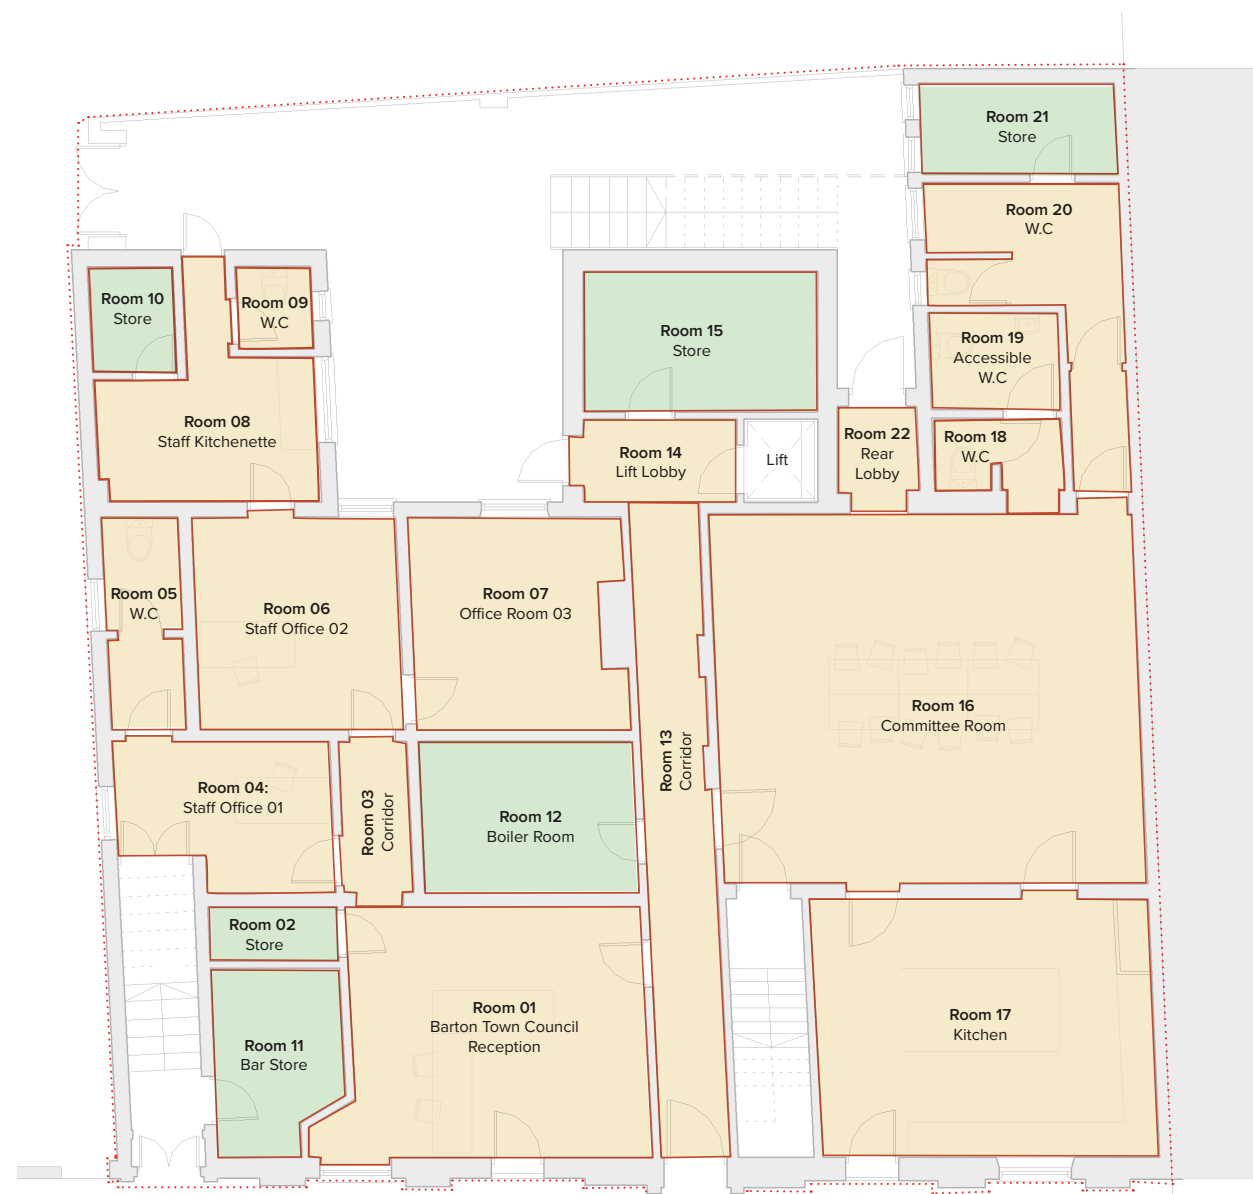 Room 21
Store
Room 20
W.C
Room 10
Store
Room 09
W.C
Room 15
Store
Room 19
Accessible
W.C
Room 08
Staff Kitchenette
Room 14
Lift Lobby
Lift
Room 22
Rear
Lobby
Room 18
W.C
Room 05
W.C
Room 06
Staff Office 02
Room 07
Office Room 03
Room 16
Committee Room
Room 13
Corridor
Room 04:
Staff Office 01
Room 03
Corridor
Room 12
Boiler Room
Room 02
Store
Room 01
Barton Town Council
Reception
Room 17
Kitchen
Room 11
Bar Store